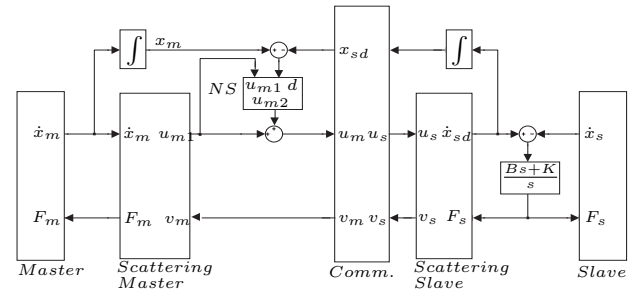 ∫ x_m + - x_sd ∫
NS u_m1 d
u_m2
ẋ_m ẋ_m u_m1 + + u_m u_s u_s ẋ_sd + - ẋ_s
Bs+K
s
F_m F_m v_m v_m v_s v_s F_s F_s
Master Scattering Comm. Scattering Slave
Master Slave